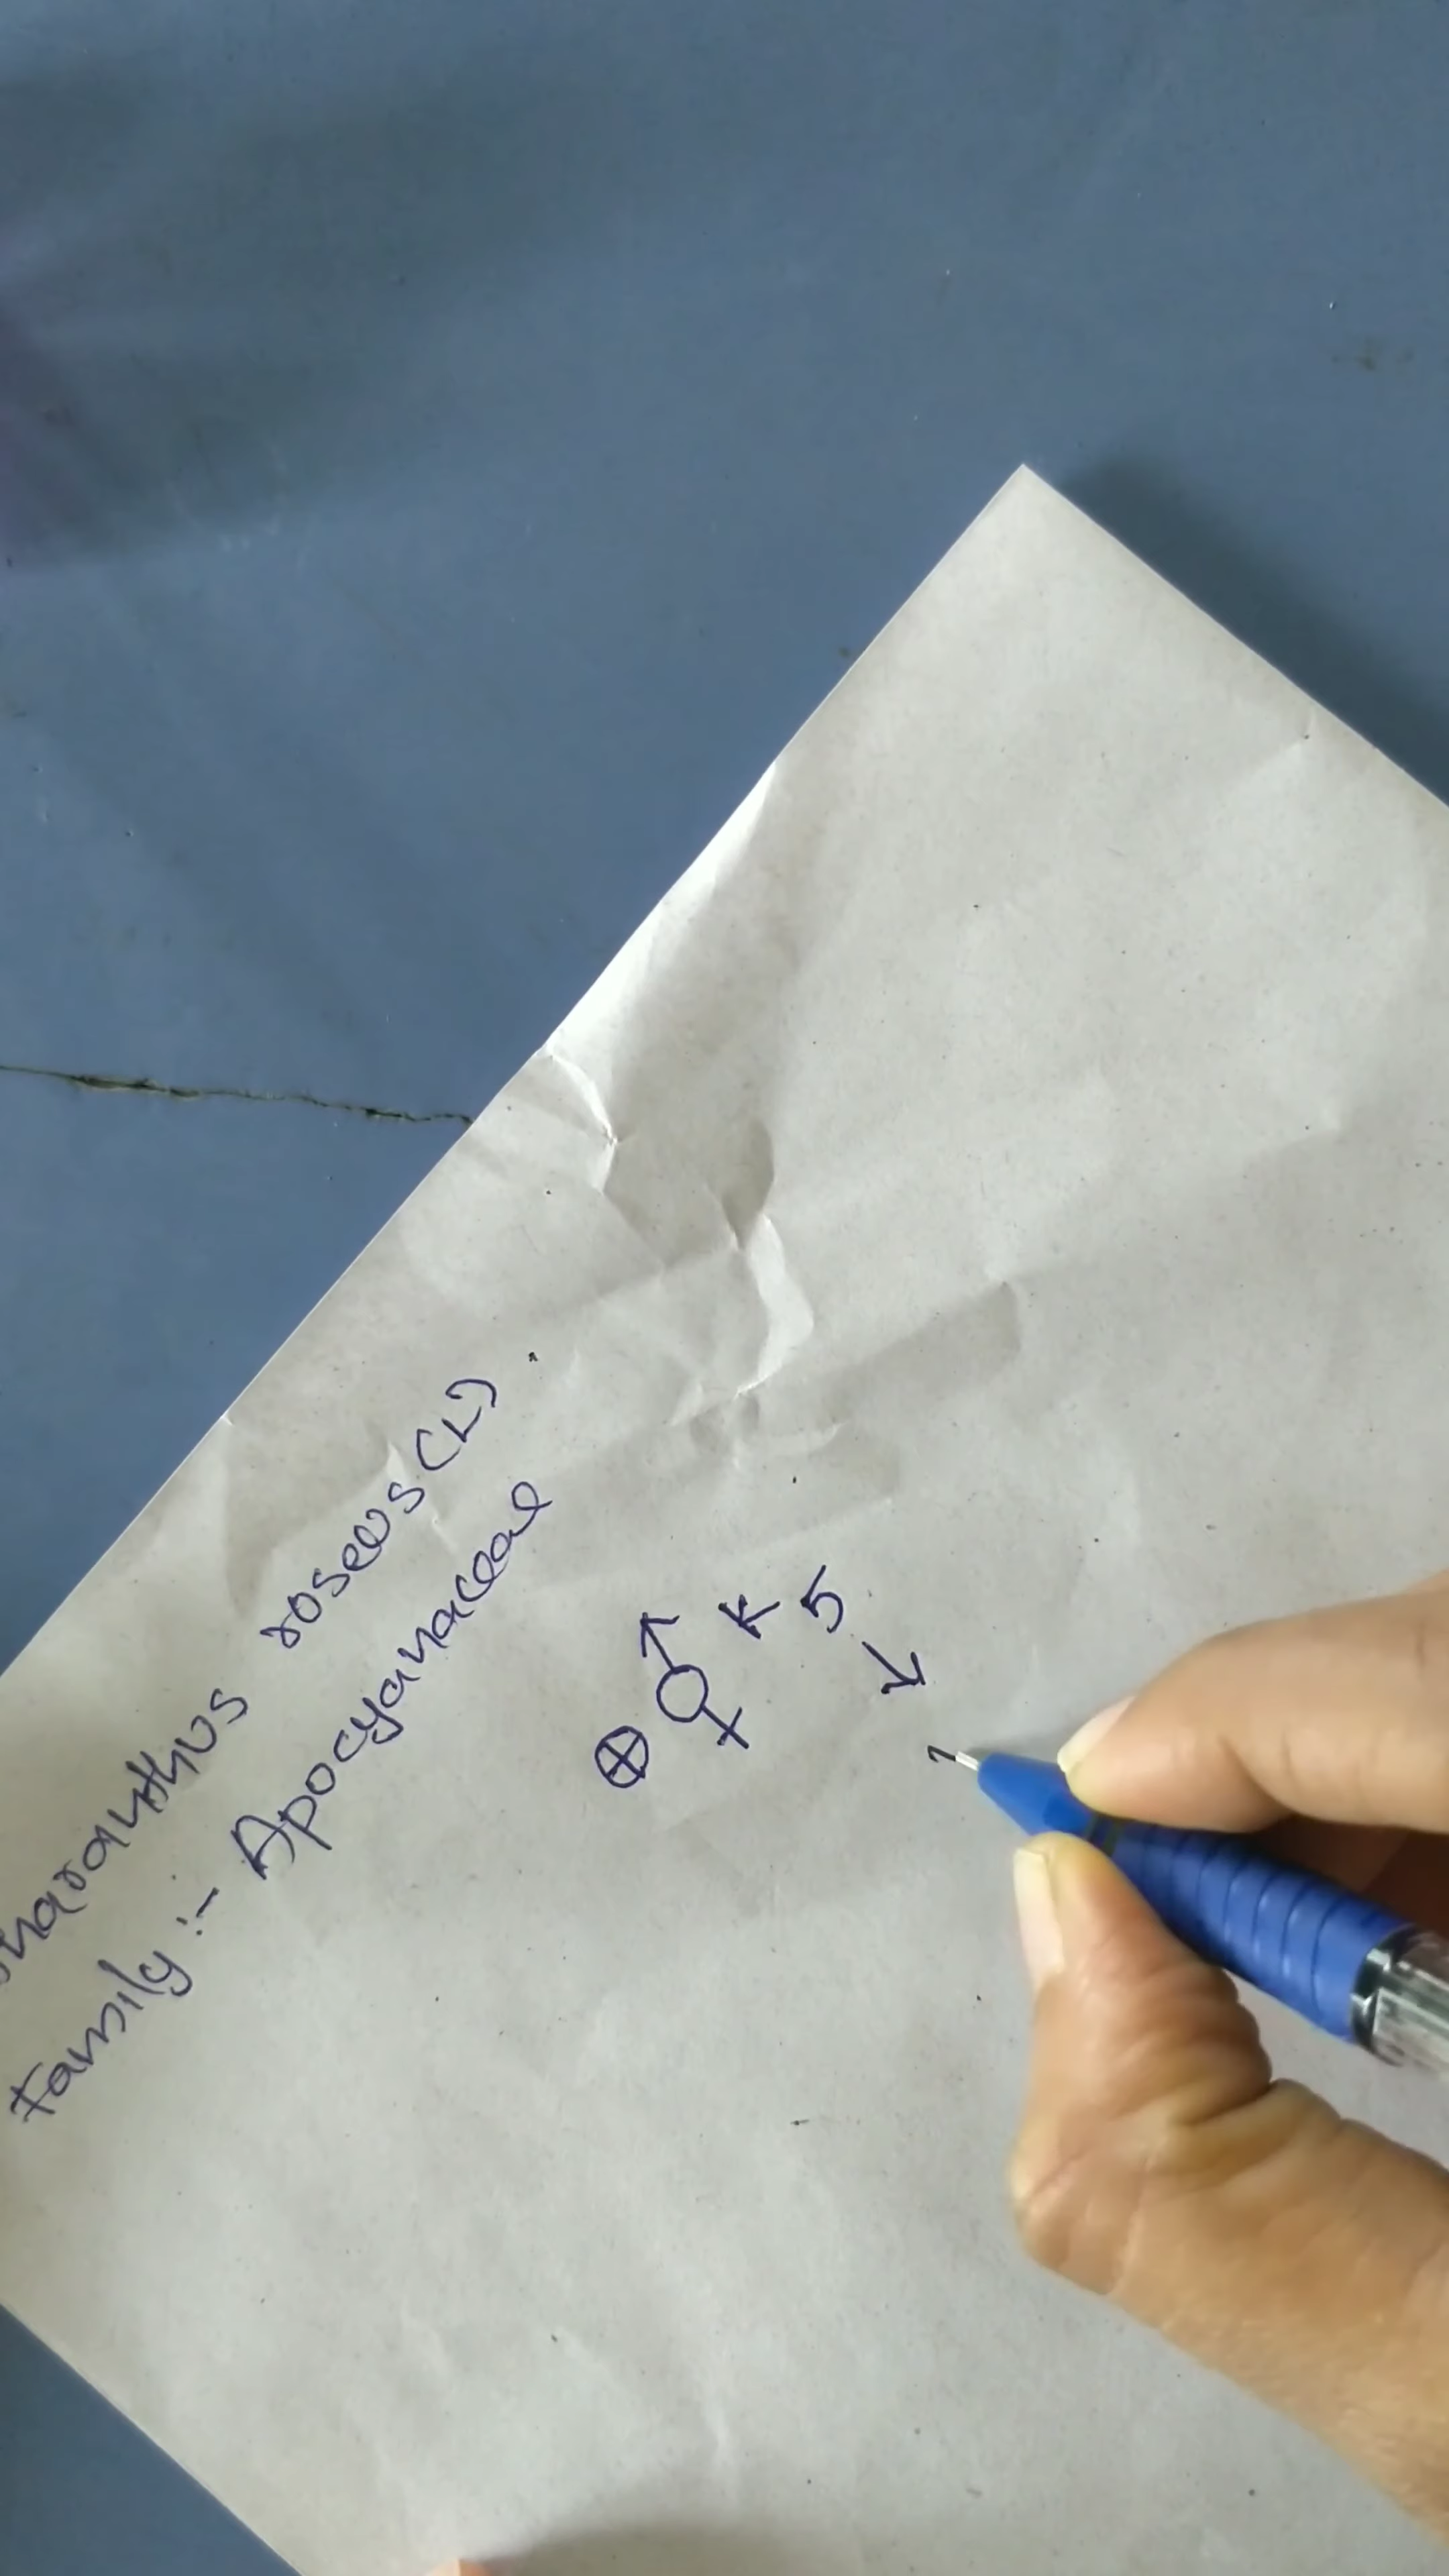 haranthus roseus (L).
Family :- Apocyanaceae
⊕ ⚥ K 5
↓